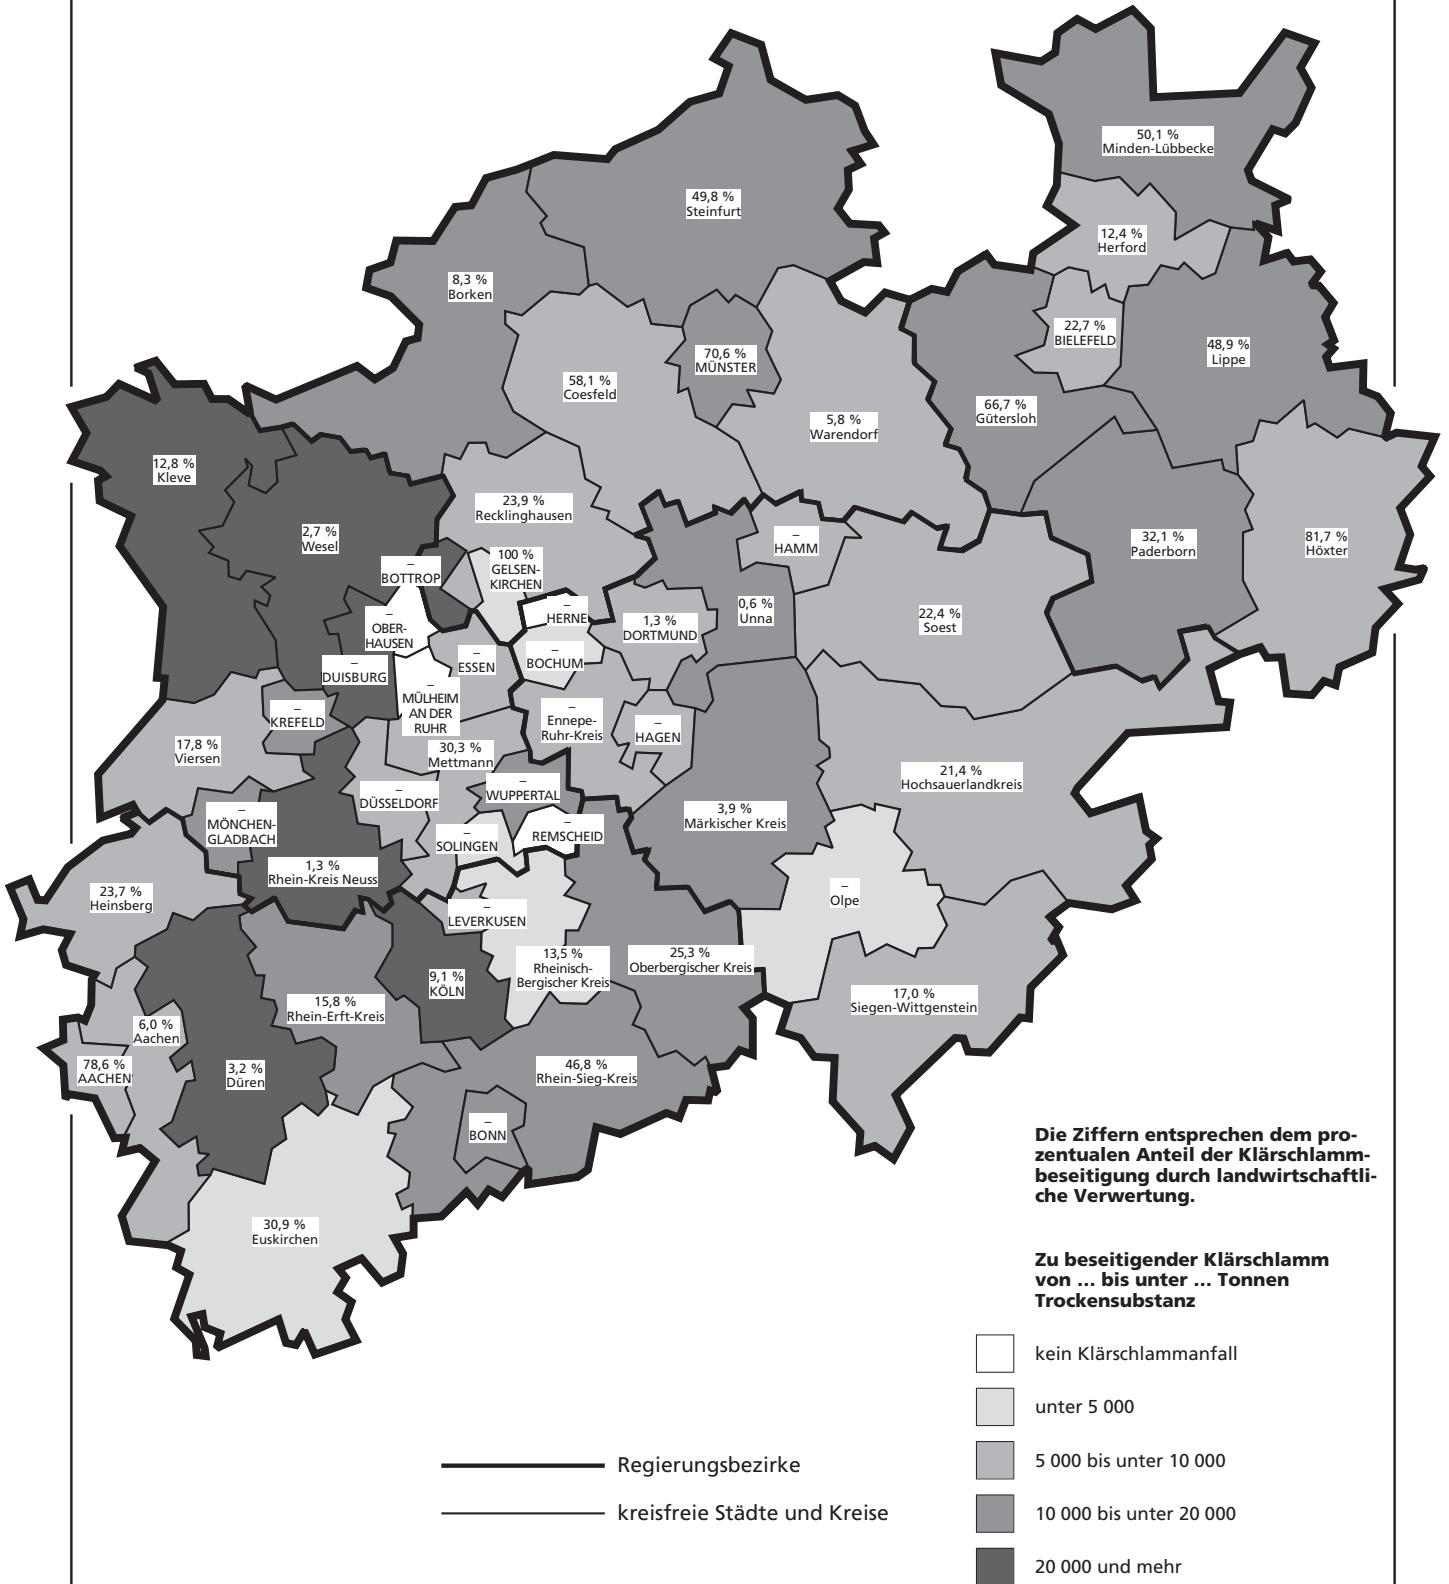 50,1 %
Minden-Lübbecke
49,8 %
Steinfurt
12,4 %
Herford
8,3 %
Borken
22,7 %
BIELEFELD
48,9 %
Lippe
70,6 %
MÜNSTER
58,1 %
Coesfeld
66,7 %
Gütersloh
5,8 %
Warendorf
12,8 %
Kleve
23,9 %
Recklinghausen
2,7 %
Wesel
–
HAMM
32,1 %
Paderborn
81,7 %
Höxter
–
BOTTROP
100 %
GELSEN-
KIRCHEN
–
HERNE
0,6 %
Unna
22,4 %
Soest
–
OBER-
HAUSEN
1,3 %
DORTMUND
–
ESSEN
–
BOCHUM
–
DUISBURG
–
MÜLHEIM
AN DER
RUHR
–
KREFELD
–
Ennepe-
Ruhr-Kreis
–
HAGEN
17,8 %
Viersen
30,3 %
Mettmann
21,4 %
Hochsauerlandkreis
–
DÜSSELDORF
–
WUPPERTAL
–
MÖNCHEN-
GLADBACH
3,9 %
Märkischer Kreis
–
SOLINGEN
–
REMSCHEID
1,3 %
Rhein-Kreis Neuss
23,7 %
Heinsberg
–
Olpe
–
LEVERKUSEN
13,5 %
Rheinisch-
Bergischer Kreis
25,3 %
Oberbergischer Kreis
9,1 %
KÖLN
15,8 %
Rhein-Erft-Kreis
17,0 %
Siegen-Wittgenstein
6,0 %
Aachen
78,6 %
AACHEN
3,2 %
Düren
46,8 %
Rhein-Sieg-Kreis
–
BONN
30,9 %
Euskirchen
Die Ziffern entsprechen dem pro-
zentualen Anteil der Klärschlamm-
beseitigung durch landwirtschaftli-
che Verwertung.
Zu beseitigender Klärschlamm
von ... bis unter ... Tonnen
Trockensubstanz
kein Klärschlammanfall
unter 5 000
5 000 bis unter 10 000
10 000 bis unter 20 000
20 000 und mehr
Regierungsbezirke
kreisfreie Städte und Kreise